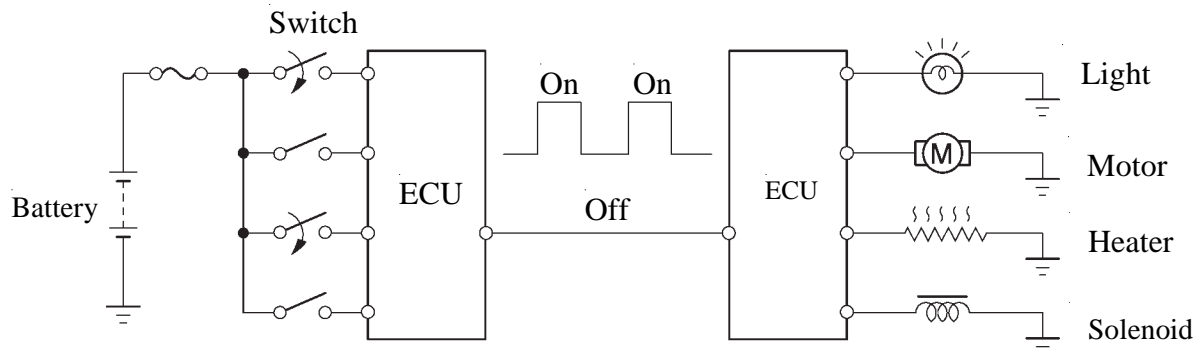 Switch
On On
Light
M
Motor
ECU
ECU
Battery
Off
Heater
Solenoid